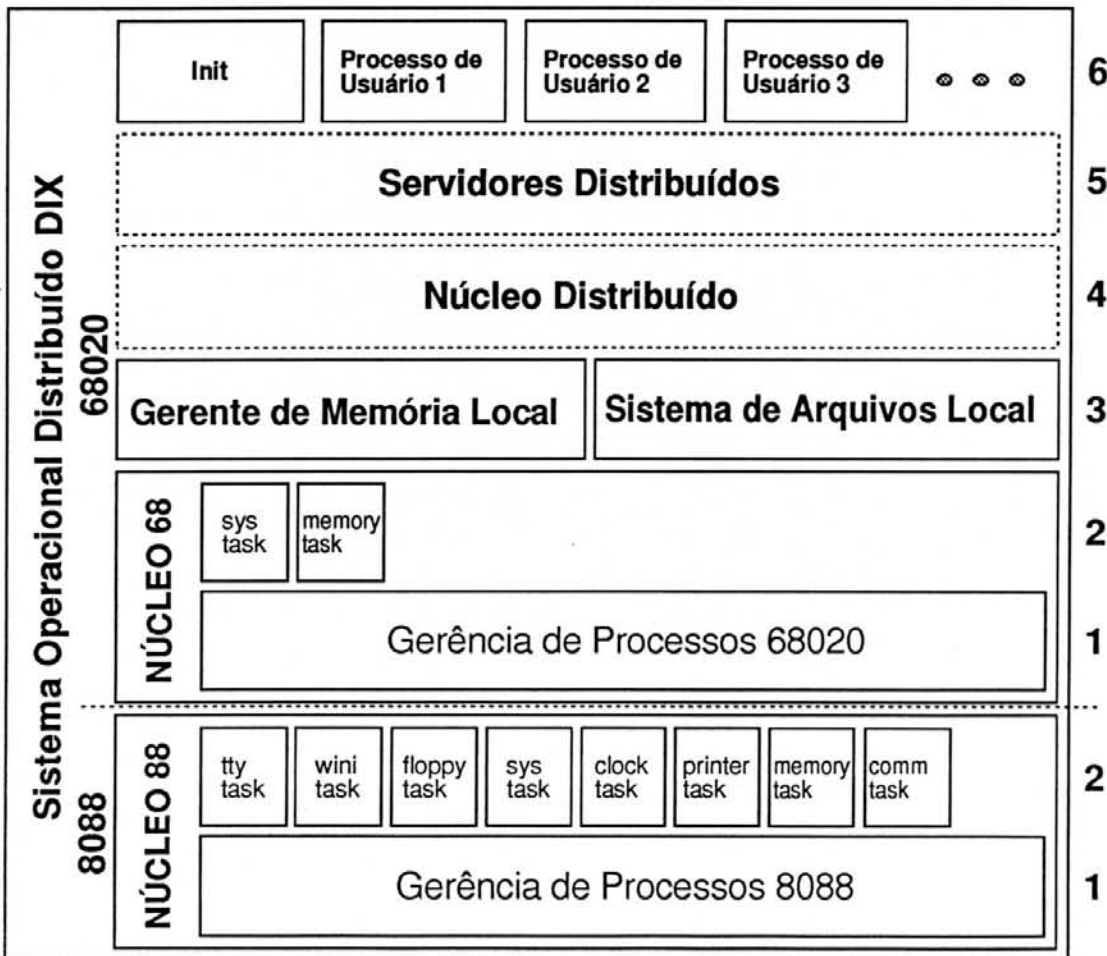 Sistema Operacional Distribuído DIX
68020
8088
Init
Processo de
Usuário 1
Processo de
Usuário 2
Processo de
Usuário 3
6
Servidores Distribuídos
5
Núcleo Distribuído
4
Gerente de Memória Local
Sistema de Arquivos Local
3
NÚCLEO 68
sys
task
memory
task
2
Gerência de Processos 68020
1
NÚCLEO 88
tty
task
wini
task
floppy
task
sys
task
clock
task
printer
task
memory
task
comm
task
2
Gerência de Processos 8088
1